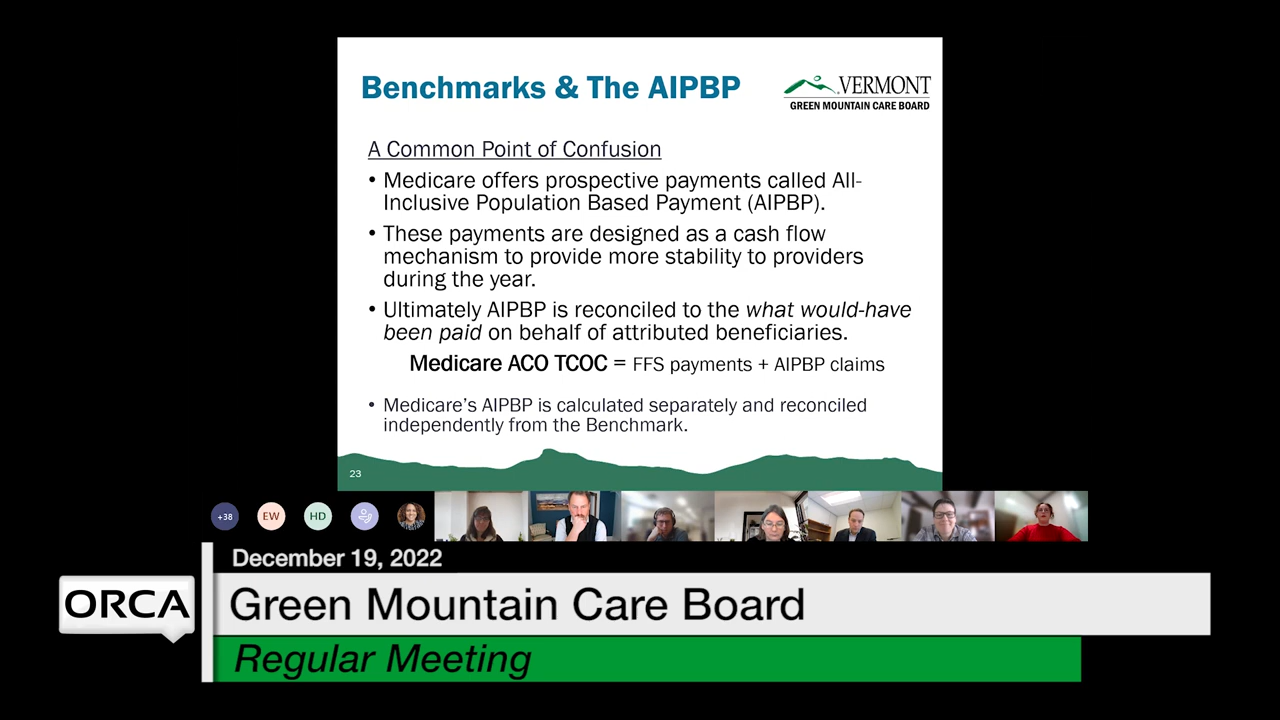 Benchmarks & The AIPBP
VERMONT
GREEN MOUNTAIN CARE BOARD
A Common Point of Confusion
• Medicare offers prospective payments called All-
Inclusive Population Based Payment (AIPBP).
• These payments are designed as a cash flow
mechanism to provide more stability to providers
during the year.
• Ultimately AIPBP is reconciled to the what would-have
been paid on behalf of attributed beneficiaries.
Medicare ACO TCOC = FFS payments + AIPBP claims
• Medicare’s AIPBP is calculated separately and reconciled
independently from the Benchmark.
23
+38
EW
HD
December 19, 2022
ORCA
Green Mountain Care Board
Regular Meeting